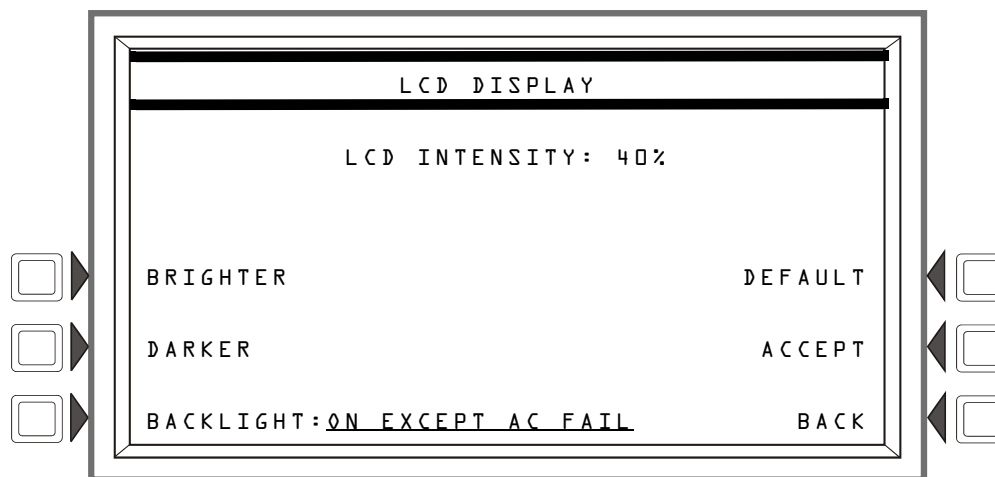 LCD DISPLAY
LCD INTENSITY: 40%
BRIGHTER DEFAULT
DARKER ACCEPT
BACKLIGHT:ON EXCEPT AC FAIL BACK